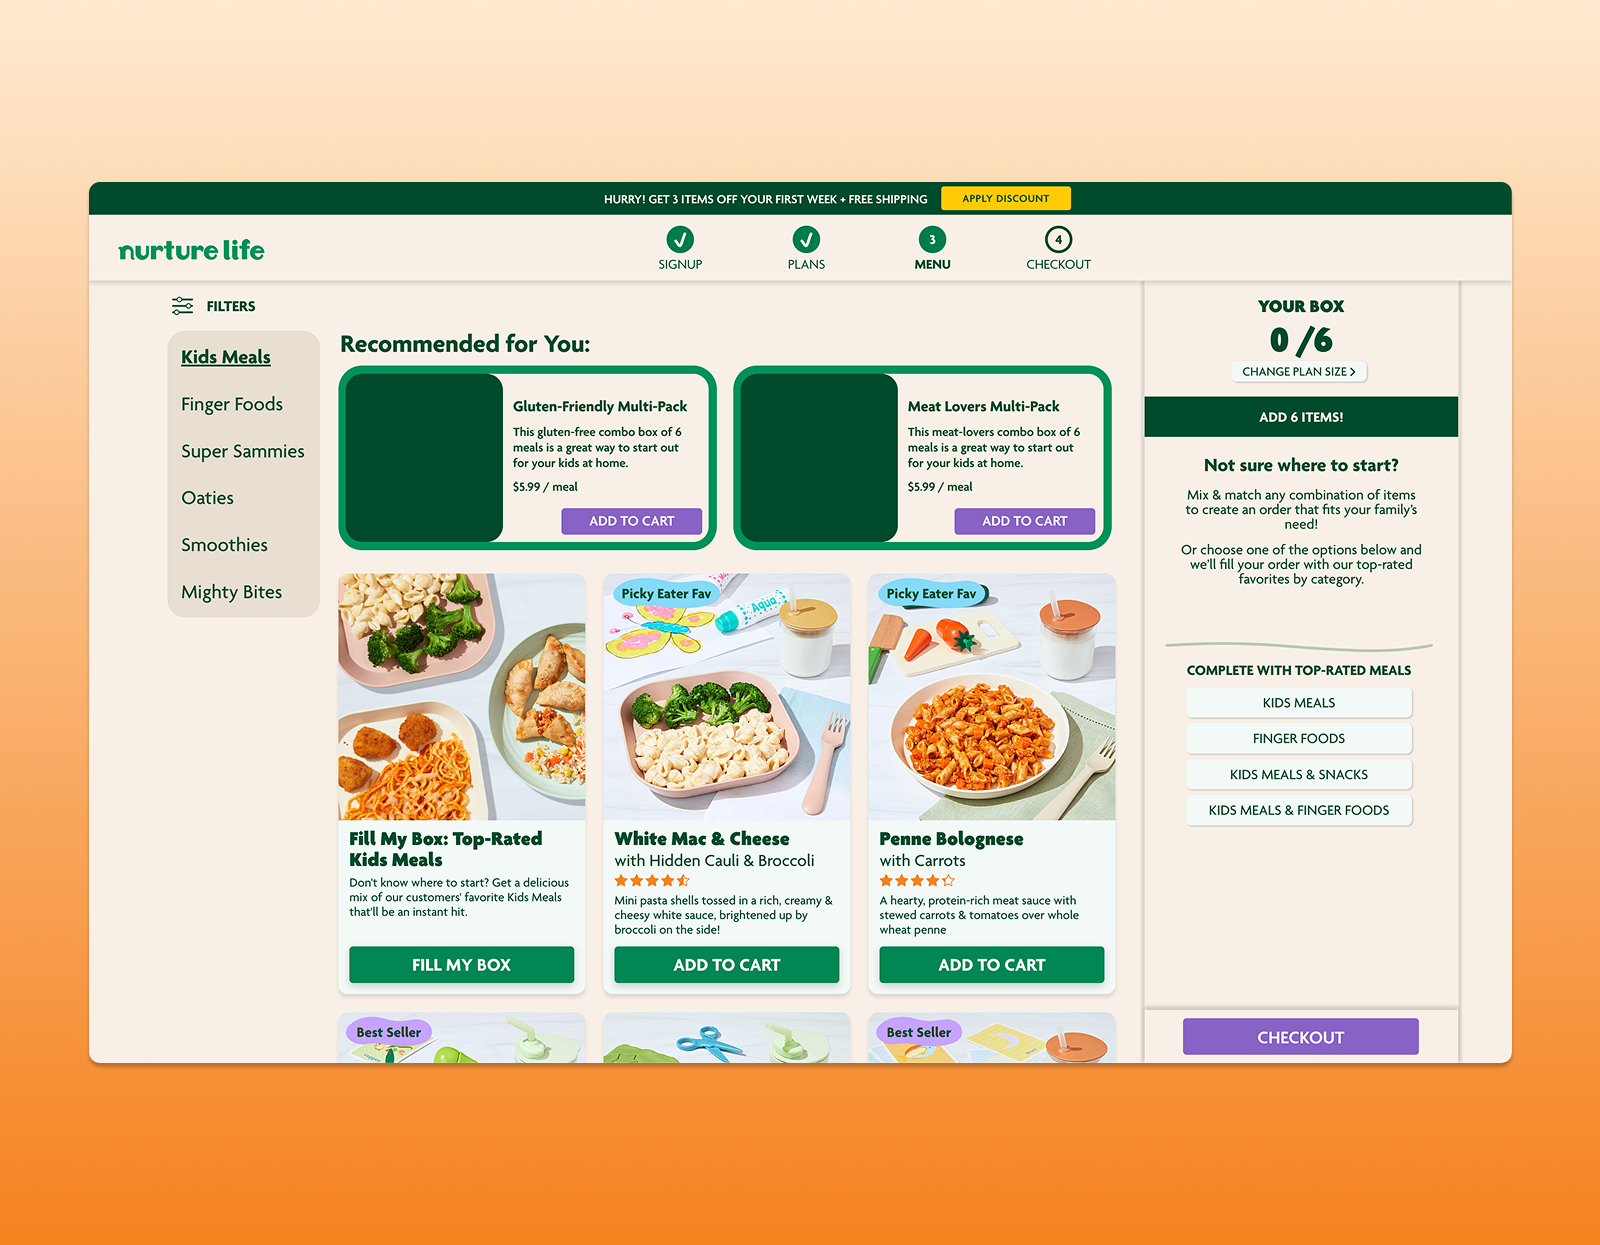 HURRY! GET 3 ITEMS OFF YOUR FIRST WEEK + FREE SHIPPING
APPLY DISCOUNT
nurture life
SIGNUP
PLANS
3
MENU
4
CHECKOUT
FILTERS
Kids Meals
Finger Foods
Super Sammies
Oaties
Smoothies
Mighty Bites
Recommended for You:
Gluten-Friendly Multi-Pack
This gluten-free combo box of 6
meals is a great way to start out
for your kids at home.
$5.99 / meal
ADD TO CART
Meat Lovers Multi-Pack
This meat-lovers combo box of 6
meals is a great way to start out
for your kids at home.
$5.99 / meal
ADD TO CART
Fill My Box: Top-Rated
Kids Meals
Don't know where to start? Get a delicious
mix of our customers' favorite Kids Meals
that'll be an instant hit.
FILL MY BOX
Picky Eater Fav
Aqua
White Mac & Cheese
with Hidden Cauli & Broccoli
Mini pasta shells tossed in a rich, creamy &
cheesy white sauce, brightened up by
broccoli on the side!
ADD TO CART
Picky Eater Fav
Penne Bolognese
with Carrots
A hearty, protein-rich meat sauce with
stewed carrots & tomatoes over whole
wheat penne
ADD TO CART
Best Seller
Best Seller
YOUR BOX
0 /6
CHANGE PLAN SIZE >
ADD 6 ITEMS!
Not sure where to start?
Mix & match any combination of items
to create an order that fits your family's
need!
Or choose one of the options below and
we'll fill your order with our top-rated
favorites by category.
COMPLETE WITH TOP-RATED MEALS
KIDS MEALS
FINGER FOODS
KIDS MEALS & SNACKS
KIDS MEALS & FINGER FOODS
CHECKOUT